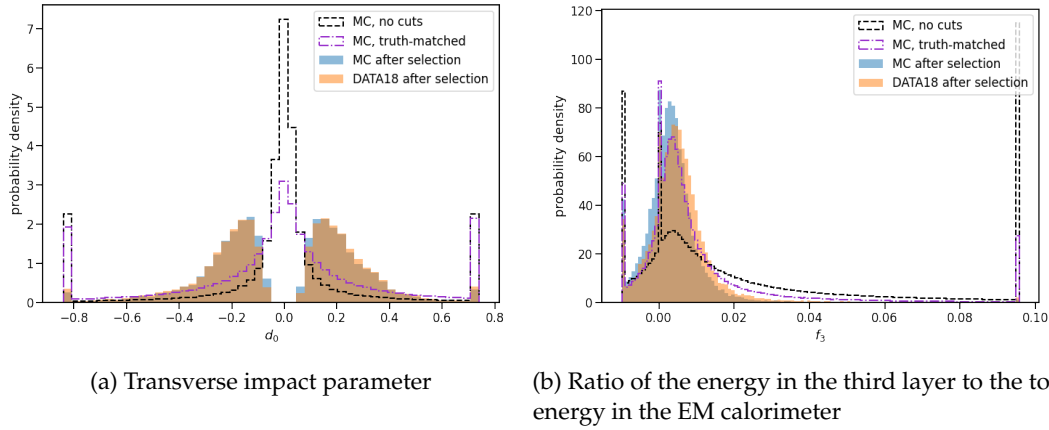 MC, no cuts
MC, truth-matched
MC after selection
DATA18 after selection
probability density
7
6
5
4
3
2
1
0
−0.8 −0.6 −0.4 −0.2 0.0 0.2 0.4 0.6 0.8
d0
(a) Transverse impact parameter
MC, no cuts
MC, truth-matched
MC after selection
DATA18 after selection
probability density
120
100
80
60
40
20
0
0.00 0.02 0.04 0.06 0.08 0.10
f3
(b) Ratio of the energy in the third layer to the to
energy in the EM calorimeter